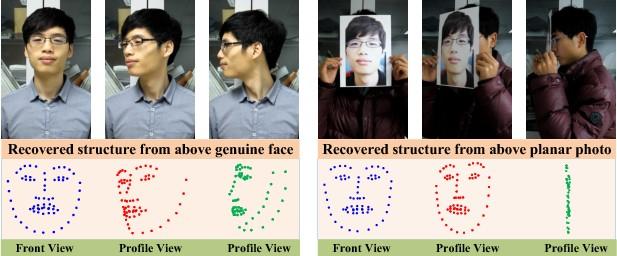 Recovered structure from above genuine face
Recovered structure from above planar photo
Front View
Profile View
Profile View
Front View
Profile View
Profile View